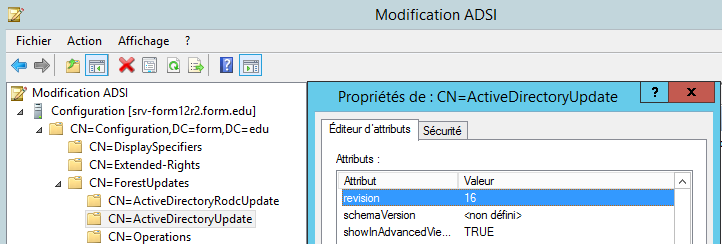 Modification ADSI
Fichier Action Affichage ?
Modification ADSI
Configuration [srv-form12r2.form.edu]
CN=Configuration,DC=form,DC=edu
CN=DisplaySpecifiers
CN=Extended-Rights
CN=ForestUpdates
CN=ActiveDirectoryRodcUpdate
CN=ActiveDirectoryUpdate
CN=Operations
Propriétés de : CN=ActiveDirectoryUpdate ? x
Éditeur d'attributs Sécurité
Attributs :
Attribut Valeur
revision 16
schemaVersion <non défini>
showInAdvancedVie... TRUE